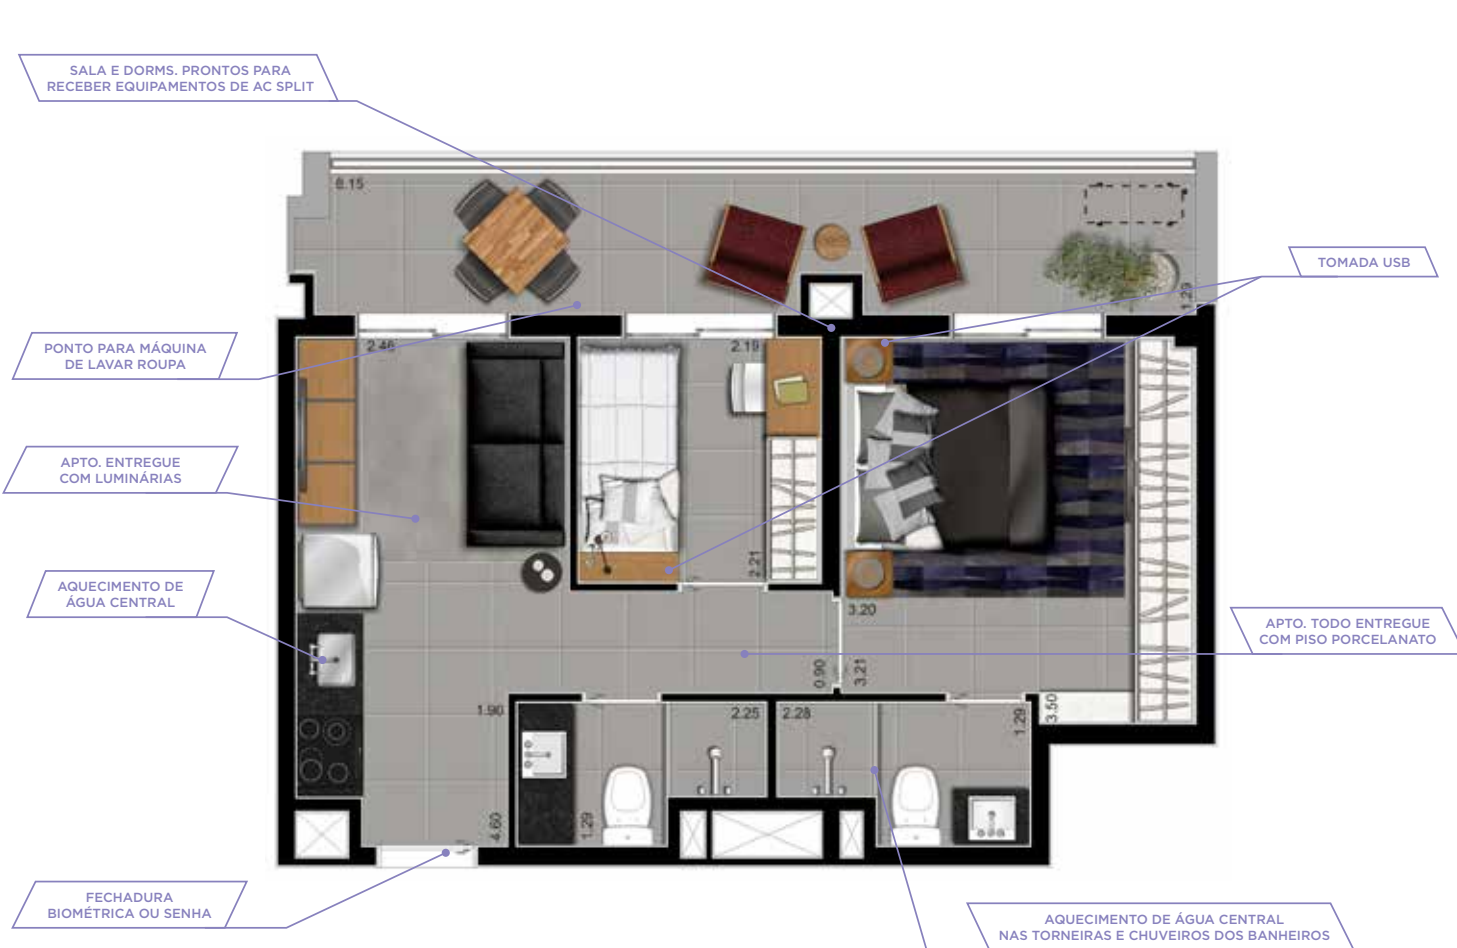 SALA E DORMS. PRONTOS PARA
RECEBER EQUIPAMENTOS DE AC SPLIT
8.15
TOMADA USB
1.29
PONTO PARA MÁQUINA
DE LAVAR ROUPA
2.46
2.19
APTO. ENTREGUE
COM LUMINÁRIAS
2.21
AQUECIMENTO DE
ÁGUA CENTRAL
3.20
APTO. TODO ENTREGUE
COM PISO PORCELANATO
0.90
3.21
1.90
2.25
2.28
1.29
3.50
4.60
1.29
FECHADURA
BIOMÉTRICA OU SENHA
AQUECIMENTO DE ÁGUA CENTRAL
NAS TORNEIRAS E CHUVEIROS DOS BANHEIROS